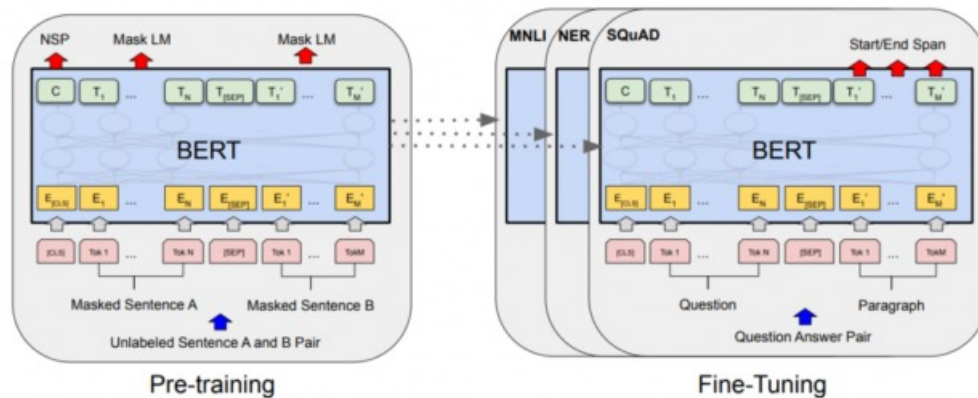 NSP Mask LM Mask LM
C T1 ... TN T[SEP] T1' ... TM'
BERT
E[CLS] E1 ... EN E[SEP] E1' ... EM'
[CLS] Tok 1 ... Tok N [SEP] Tok 1 ... TokM
Masked Sentence A Masked Sentence B
Unlabeled Sentence A and B Pair
Pre-training
MNLI NER SQuAD
Start/End Span
C T1 ... TN T[SEP] T1' ... TM'
BERT
E[CLS] E1 ... EN E[SEP] E1' ... EM'
[CLS] Tok 1 ... Tok N [SEP] Tok 1 ... TokM
Question Paragraph
Question Answer Pair
Fine-Tuning